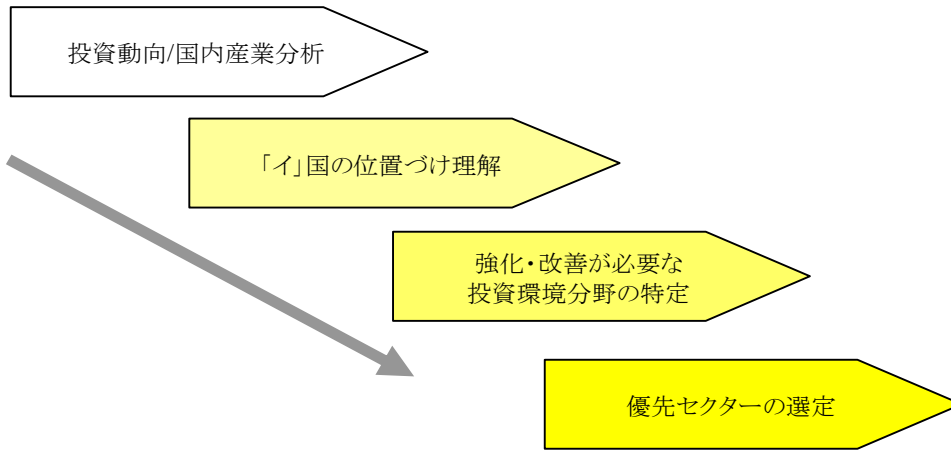 投資動向/国内産業分析
「イ」国の位置づけ理解
強化・改善が必要な
投資環境分野の特定
優先セクターの選定